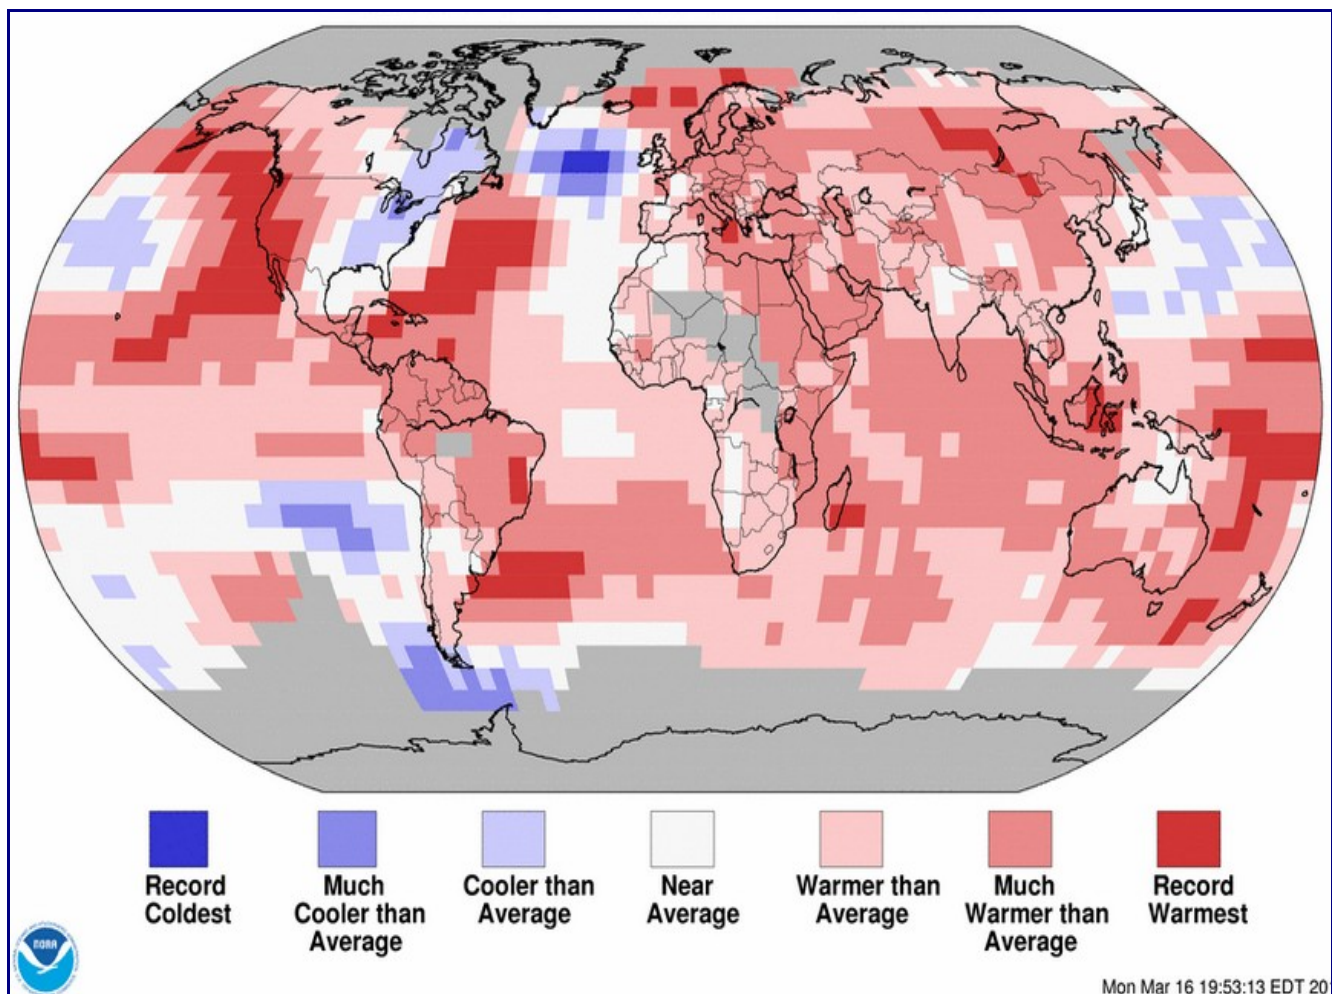 Record
Coldest
Much
Cooler than
Average
Cooler than
Average
Near
Average
Warmer than
Average
Much
Warmer than
Average
Record
Warmest
NOAA
Mon Mar 16 19:53:13 EDT 20